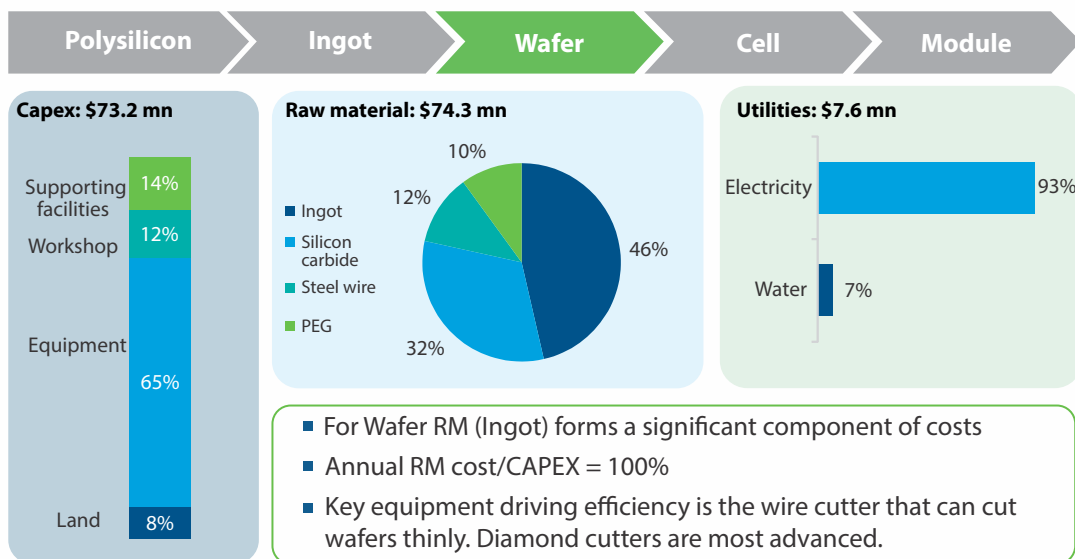 Polysilicon
Ingot
Wafer
Cell
Module
Capex: $73.2 mn
Supporting
facilities
14%
Workshop
12%
Equipment
65%
Land
8%
Raw material: $74.3 mn
Ingot
Silicon
carbide
Steel wire
PEG
10%
12%
46%
32%
Utilities: $7.6 mn
Electricity
93%
Water
7%
For Wafer RM (Ingot) forms a significant component of costs
Annual RM cost/CAPEX = 100%
Key equipment driving efficiency is the wire cutter that can cut
wafers thinly. Diamond cutters are most advanced.